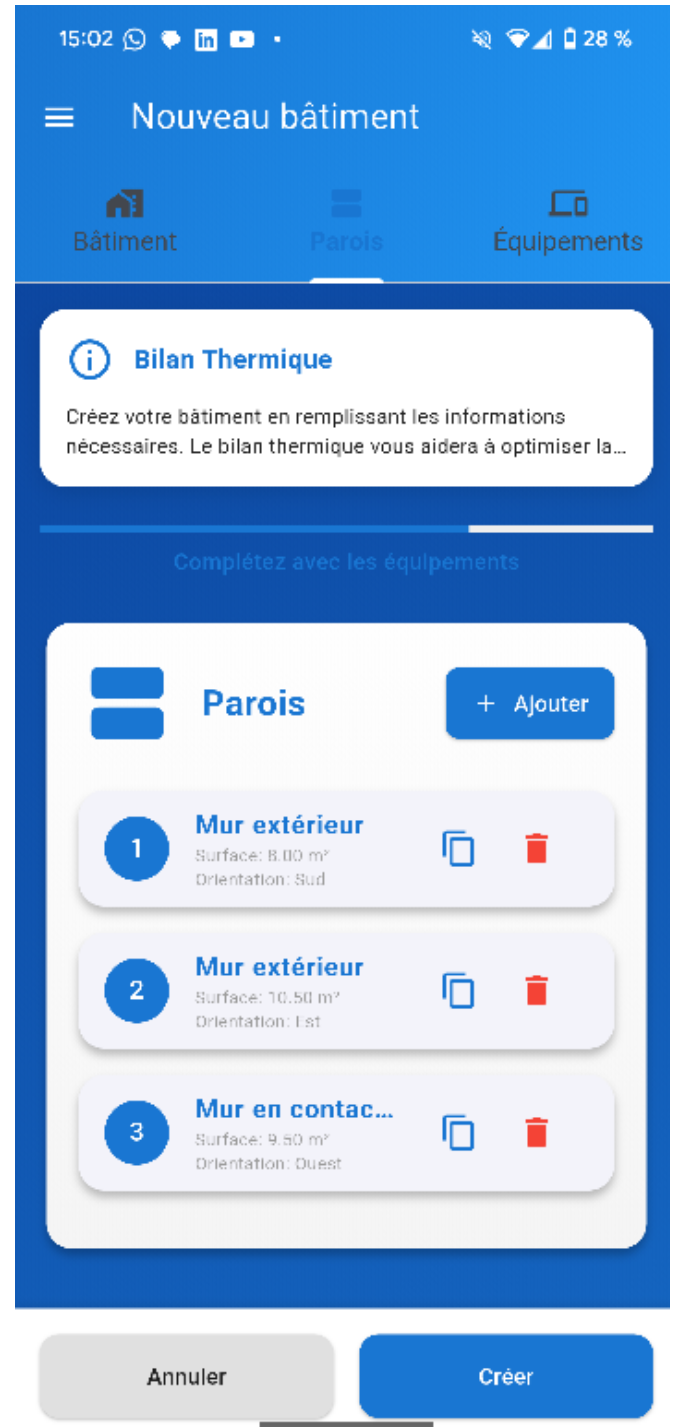 15:02
28 %
Nouveau bâtiment
Bâtiment
Parois
Équipements
Bilan Thermique
Créez votre bâtiment en remplissant les informations
nécessaires. Le bilan thermique vous aidera à optimiser la...
Complétez avec les équipements
Parois
+ Ajouter
1
Mur extérieur
Surface: 8.00 m²
Orientation: Sud
2
Mur extérieur
Surface: 10.50 m²
Orientation: Est
3
Mur en contac...
Surface: 9.50 m²
Orientation: Ouest
Annuler
Créer